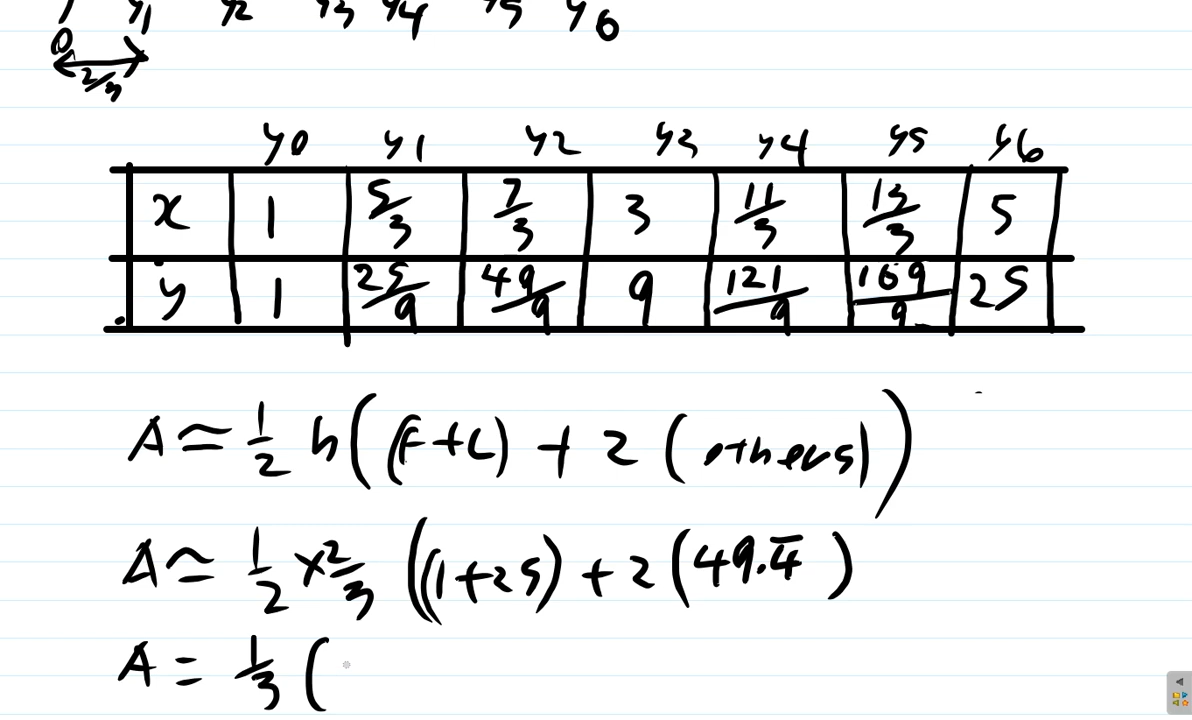 y1 y2 y3 y4 y5 y6
0
2/3
y0 y1 y2 y3 y4 y5 y6
x 1 5/3 7/3 3 11/3 13/3 5
y 1 25/9 49/9 9 121/9 169/9 25
A ≃ 1/2 h((F+L) + 2(others))
A ≃ 1/2 × 2/3 ((1+25) + 2(49.4̅)
A = 1/3 (